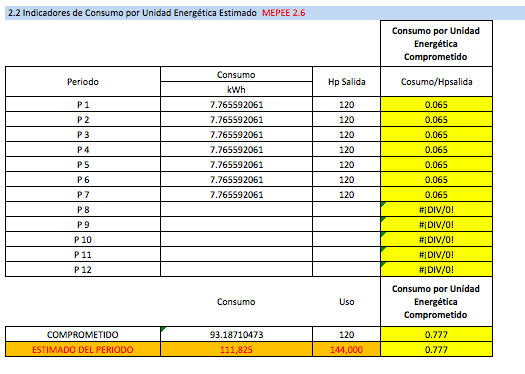 2.2 Indicadores de Consumo por Unidad Energética Estimado MEPEE 2.6
Consumo por Unidad
Energética
Comprometido
Periodo Consumo Hp Salida Cosumo/Hpsalida
kWh
P 1 7.765592061 120 0.065
P 2 7.765592061 120 0.065
P 3 7.765592061 120 0.065
P 4 7.765592061 120 0.065
P 5 7.765592061 120 0.065
P 6 7.765592061 120 0.065
P 7 7.765592061 120 0.065
P 8 #¡DIV/0!
P 9 #¡DIV/0!
P 10 #¡DIV/0!
P 11 #¡DIV/0!
P 12 #¡DIV/0!
Consumo Uso Consumo por Unidad
Energética
Comprometido
COMPROMETIDO 93.18710473 120 0.777
ESTIMADO DEL PERIODO 111,825 144,000 0.777